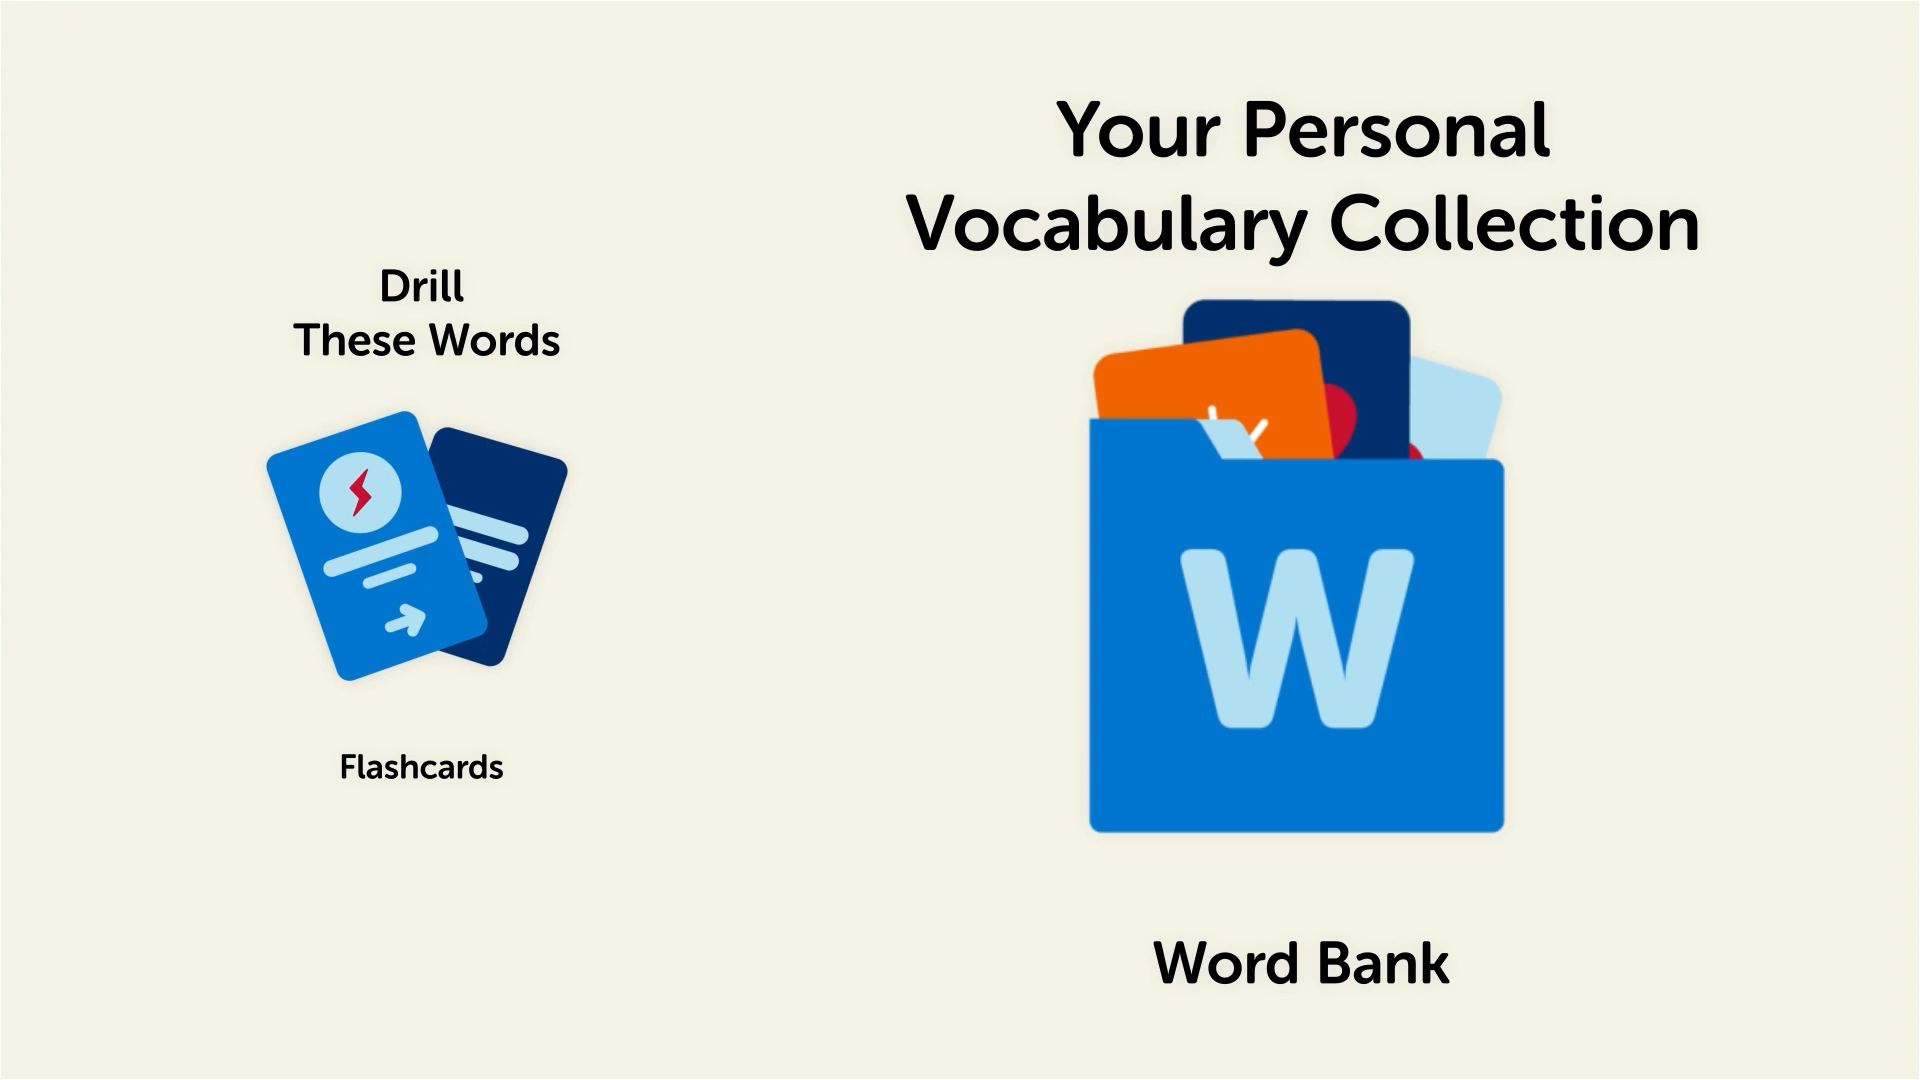 Drill
These Words
Flashcards
Your Personal
Vocabulary Collection
W
Word Bank